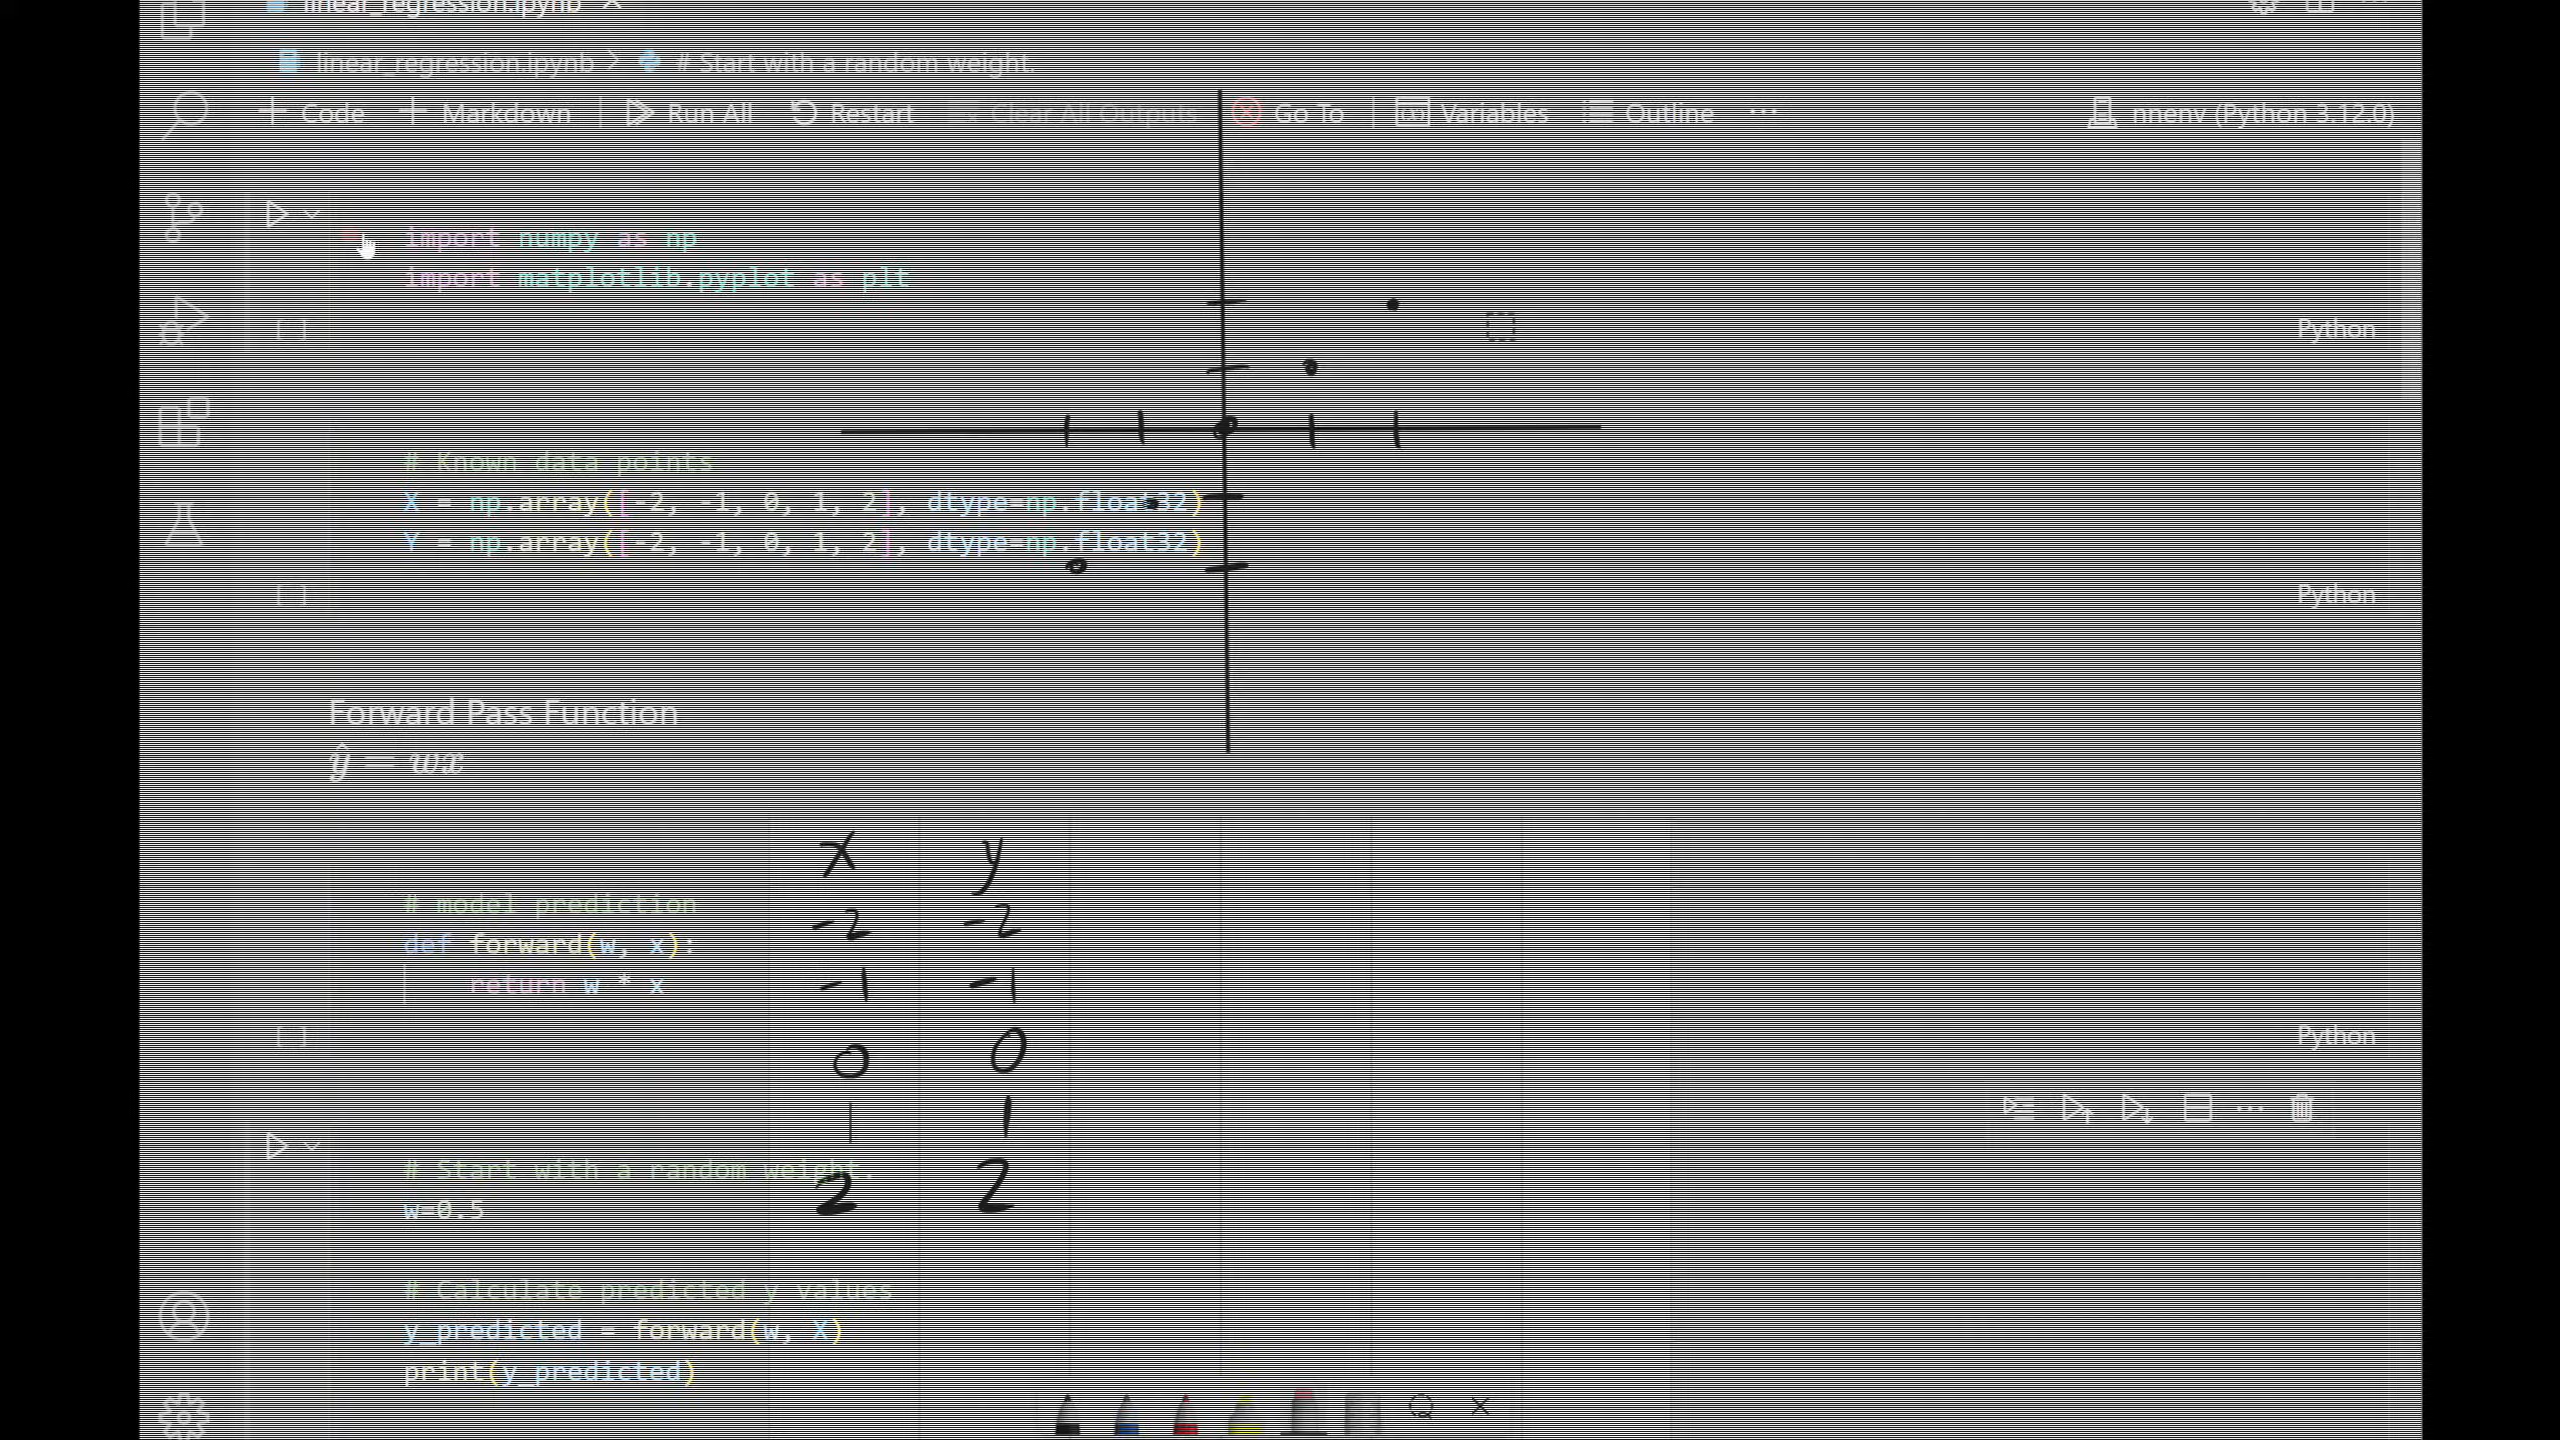 linear_regression.ipynb
linear_regression.ipynb > # Start with a random weight.
Code Markdown Run All Restart Clear All Outputs Go To Variables Outline ... nnenv (Python 3.12.0)
import numpy as np
import matplotlib.pyplot as plt
[ ] Python
# Known data points
X = np.array([-2, -1, 0, 1, 2], dtype=np.float32)
Y = np.array([-2, -1, 0, 1, 2], dtype=np.float32)
[ ] Python
Forward Pass Function
ŷ = wx
x y
-2 -2
-1 -1
0 0
1 1
2 2
# model prediction
def forward(w, x):
return w * x
[ ] Python
# Start with a random weight.
w=0.5
# Calculate predicted y values
y_predicted = forward(w, X)
print(y_predicted)